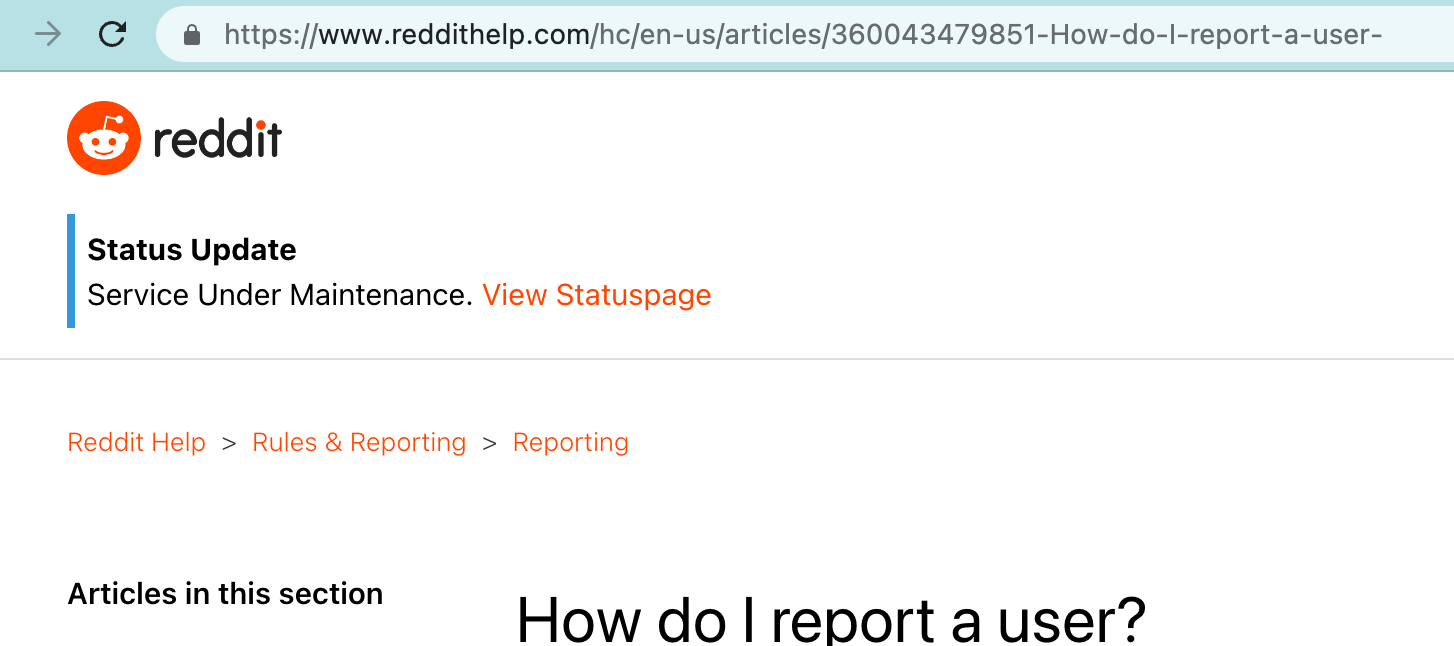 https://www.reddithelp.com/hc/en-us/articles/360043479851-How-do-I-report-a-user-
reddit
Status Update
Service Under Maintenance. View Statuspage
Reddit Help > Rules & Reporting > Reporting
Articles in this section
How do I report a user?